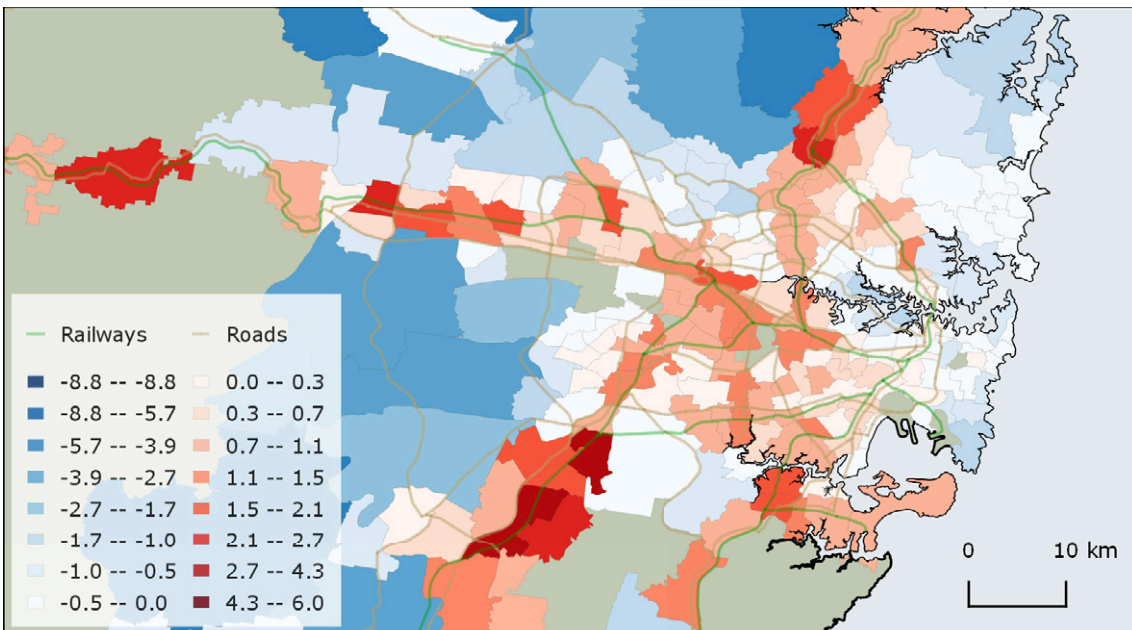 Railways Roads
-8.8 -- -8.8 0.0 -- 0.3
-8.8 -- -5.7 0.3 -- 0.7
-5.7 -- -3.9 0.7 -- 1.1
-3.9 -- -2.7 1.1 -- 1.5
-2.7 -- -1.7 1.5 -- 2.1
-1.7 -- -1.0 2.1 -- 2.7
-1.0 -- -0.5 2.7 -- 4.3
-0.5 -- 0.0 4.3 -- 6.0
0 10 km